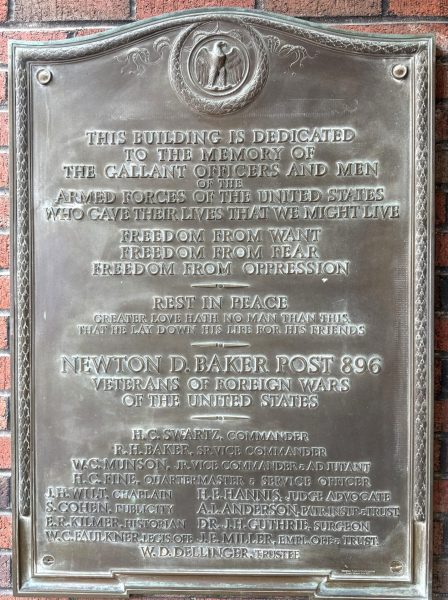 THIS BUILDING IS DEDICATED
TO THE MEMORY OF
THE GALLANT OFFICERS AND MEN
OF THE
ARMED FORCES OF THE UNITED STATES
WHO GAVE THEIR LIVES THAT WE MIGHT LIVE
FREEDOM FROM WANT
FREEDOM FROM FEAR
FREEDOM FROM OPPRESSION
REST IN PEACE
GREATER LOVE HATH NO MAN THAN THIS,
THAT HE LAY DOWN HIS LIFE FOR HIS FRIENDS
NEWTON D. BAKER POST 896
VETERANS OF FOREIGN WARS
OF THE UNITED STATES
H.C. SWARTZ, COMMANDER
R.H. BAKER, SR. VICE COMMANDER
W.C. MUNSON, JR. VICE COMMANDER & ADJUTANT
H.G. FINE, QUARTERMASTER & SERVICE OFFICER
J.H. WILT, CHAPLAIN H.E. HANNIS, JUDGE ADVOCATE
S. COHEN, PUBLICITY A.L. ANDERSON, PATR. INSTR. & TRUST.
E.R. KILMER, HISTORIAN DR. J.H. GUTHRIE, SURGEON
W.C. FAULKNER, LEGIS. OFF. J.E. MILLER, EMPL. OFF. & TRUST.
W.D. DELLINGER, TRUSTEE